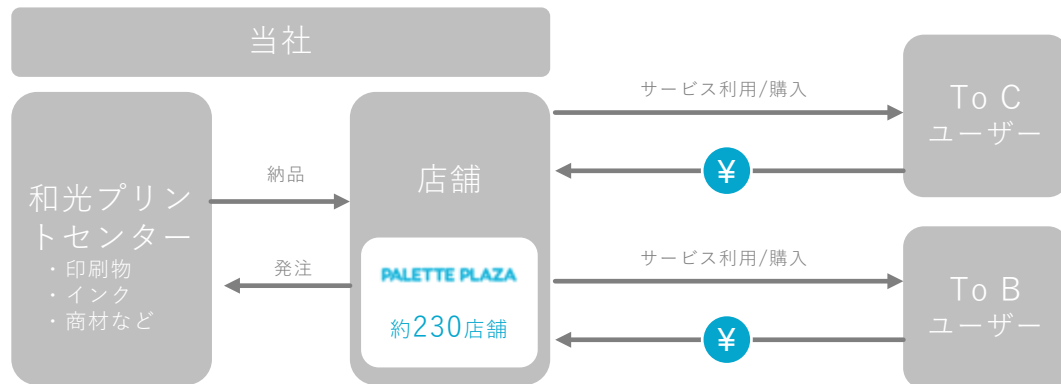 当社
和光プリン
トセンター
・印刷物
・インク
・商材など
納品
発注
店舗
PALETTE PLAZA
約230店舗
サービス利用/購入
¥
サービス利用/購入
¥
To C
ユーザー
To B
ユーザー